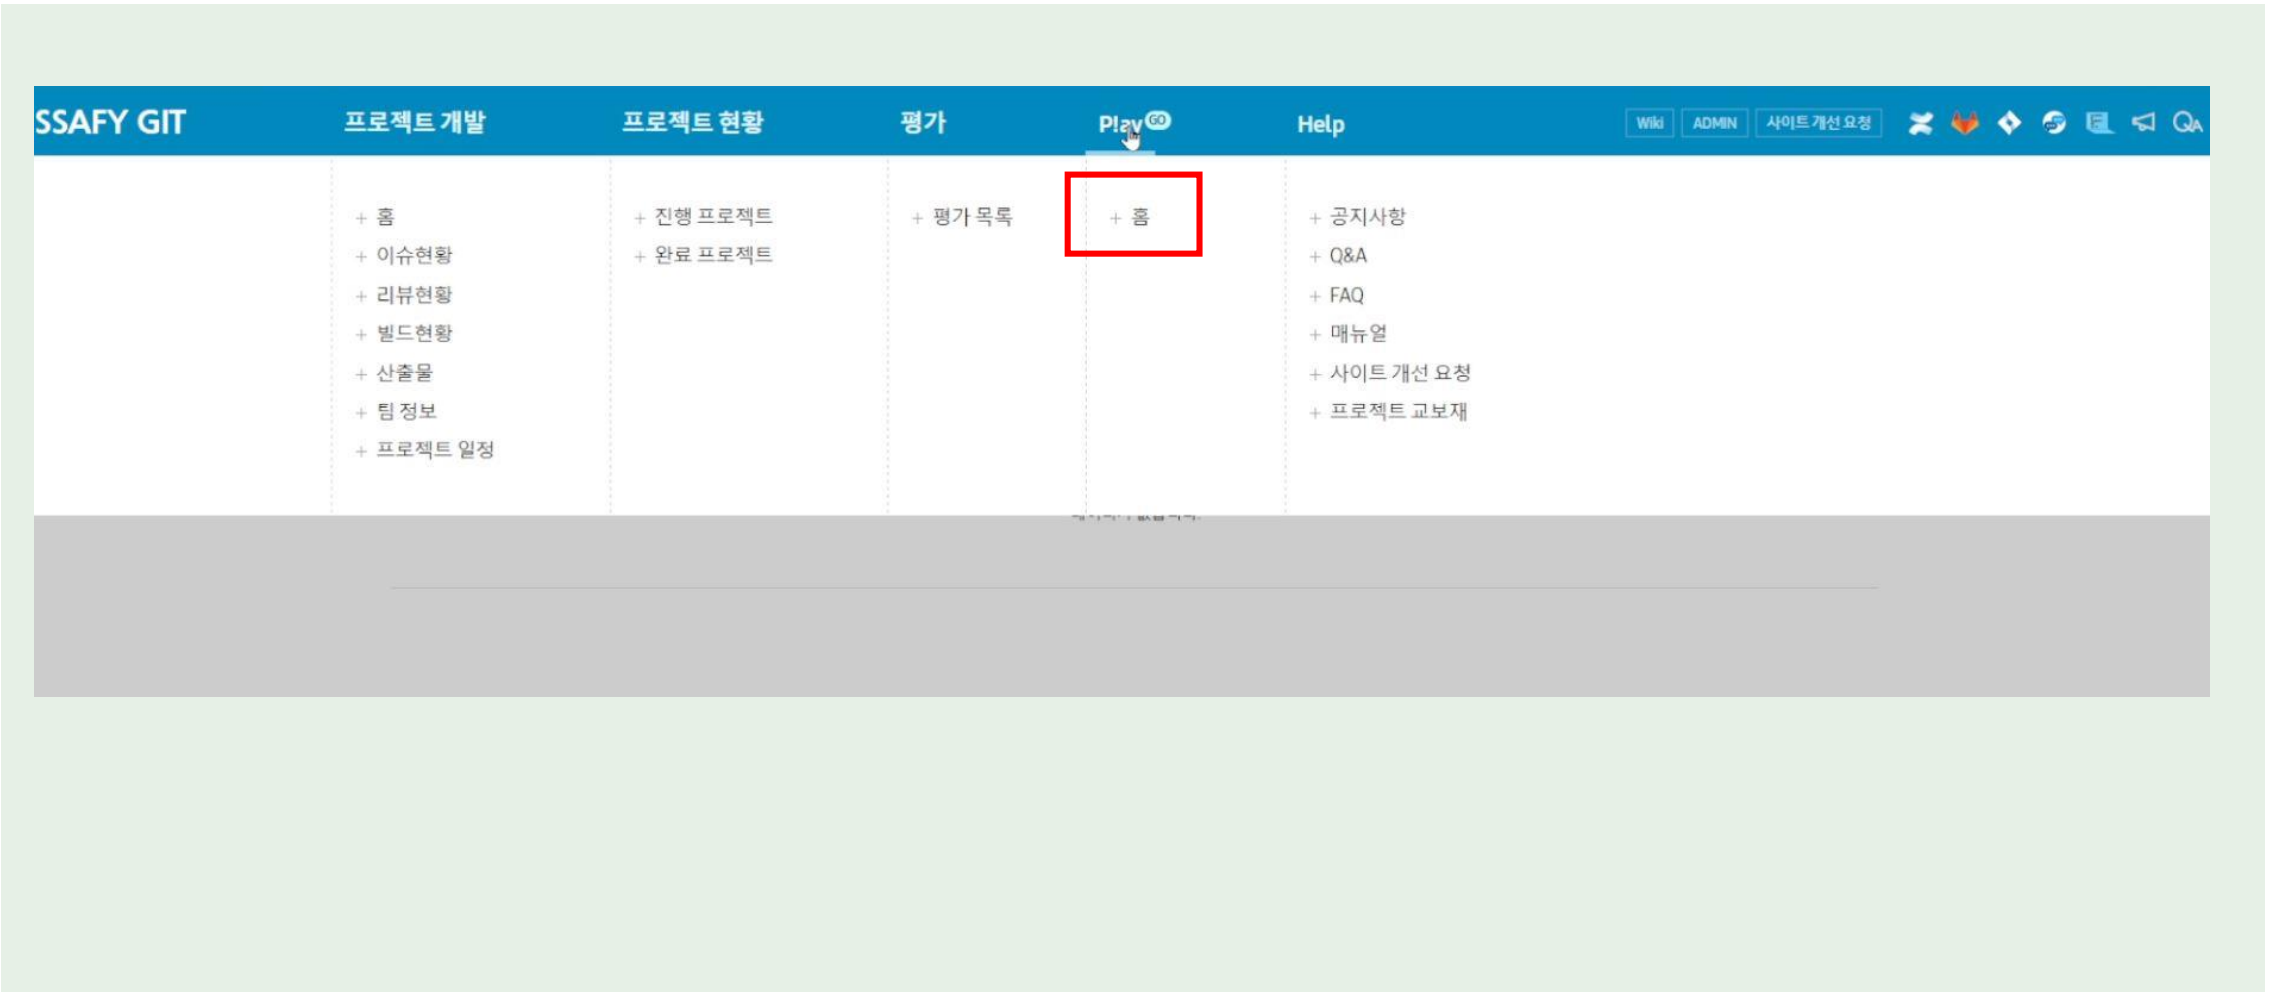 SSAFY GIT
프로젝트 개발
프로젝트 현황
평가
Play GO
Help
Wiki
ADMIN
사이트 개선 요청
QA
+ 홈
+ 이슈현황
+ 리뷰현황
+ 빌드현황
+ 산출물
+ 팀 정보
+ 프로젝트 일정
+ 진행 프로젝트
+ 완료 프로젝트
+ 평가 목록
+ 홈
+ 공지사항
+ Q&A
+ FAQ
+ 매뉴얼
+ 사이트 개선 요청
+ 프로젝트 교보재